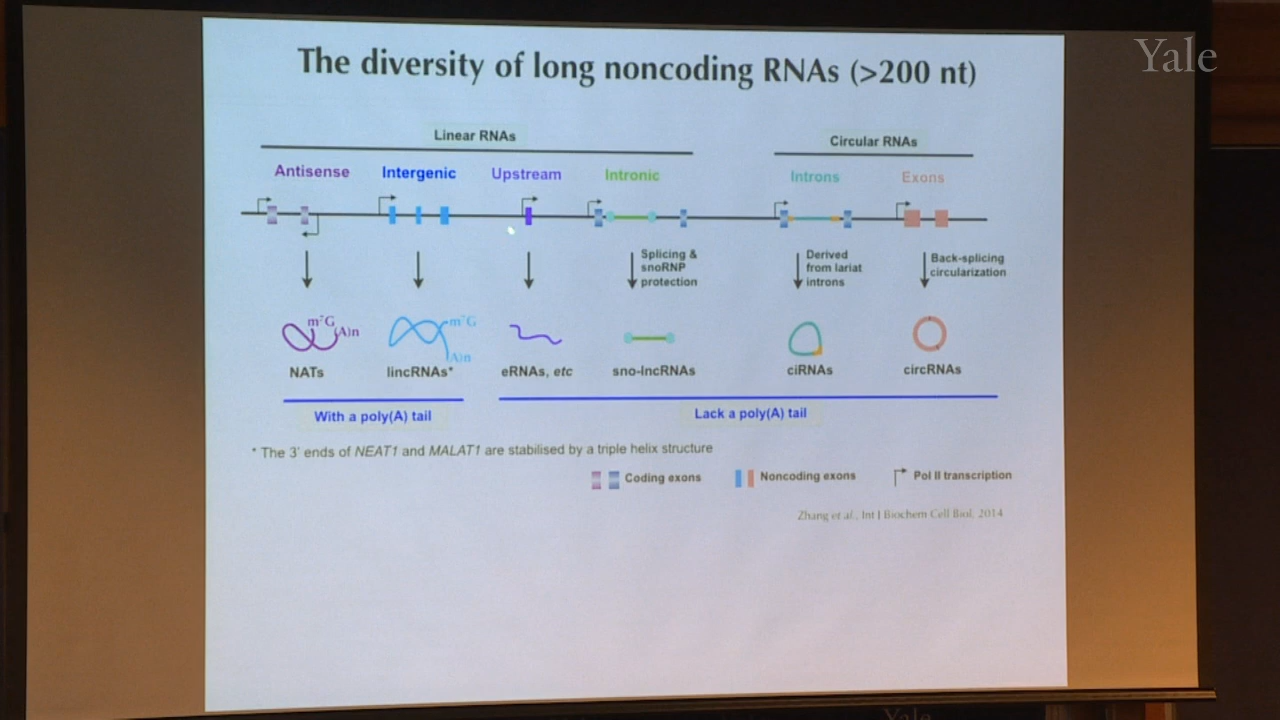 Yale
The diversity of long noncoding RNAs (>200 nt)
Linear RNAs
Circular RNAs
Antisense
Intergenic
Upstream
Intronic
Introns
Exons
Splicing &
snoRNP
protection
Derived
from lariat
introns
Back-splicing
circularization
m⁷G
(A)n
m⁷G
(A)n
NATs
lincRNAs*
eRNAs, etc
sno-lncRNAs
ciRNAs
circRNAs
With a poly(A) tail
Lack a poly(A) tail
* The 3' ends of NEAT1 and MALAT1 are stabilised by a triple helix structure
Coding exons
Noncoding exons
Pol II transcription
Zhang et al., Int J Biochem Cell Biol, 2014
Yale